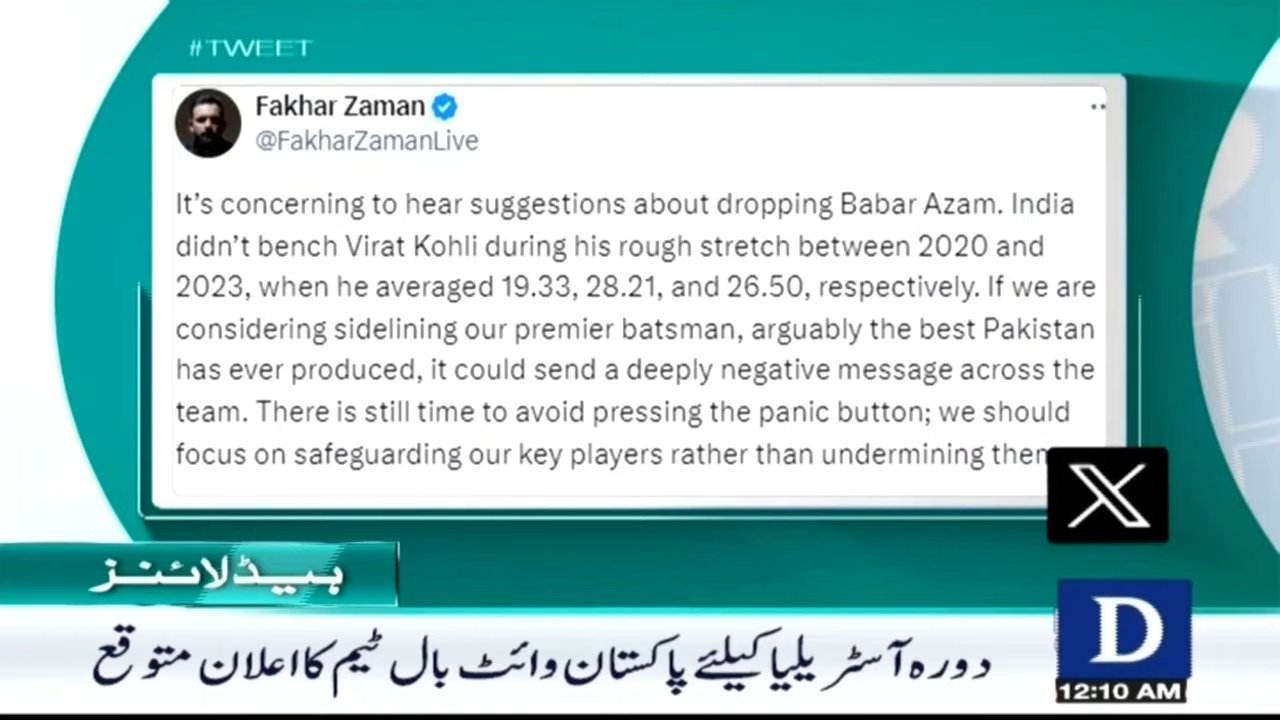 #TWEET
Fakhar Zaman
@FakharZamanLive
It's concerning to hear suggestions about dropping Babar Azam. India
didn't bench Virat Kohli during his rough stretch between 2020 and
2023, when he averaged 19.33, 28.21, and 26.50, respectively. If we are
considering sidelining our premier batsman, arguably the best Pakistan
has ever produced, it could send a deeply negative message across the
team. There is still time to avoid pressing the panic button; we should
focus on safeguarding our key players rather than undermining
X
ہیڈلائنز
D
دورہ آسٹریلیا کیلئے پاکستان وائٹ بال ٹیم کا اعلان متوقع
12:10 AM